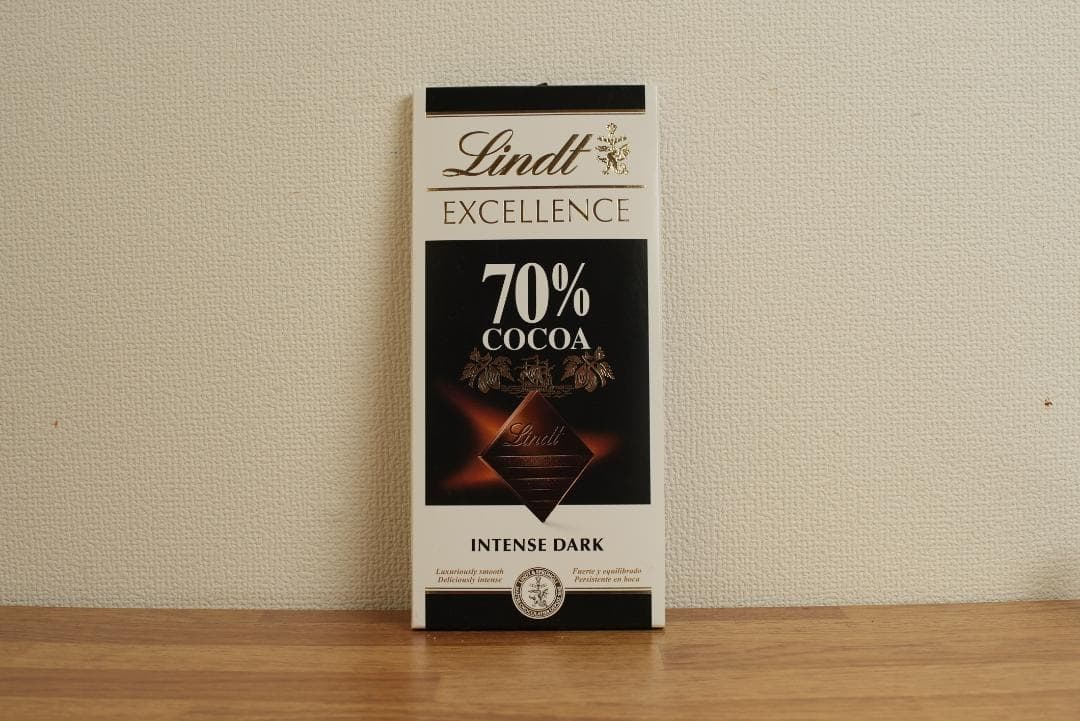 Lindt
EXCELLENCE
70%
COCOA
Lindt
INTENSE DARK
Luxuriously smooth
Deliciously intense
Fuerte y equilibrado
Persistente en boca